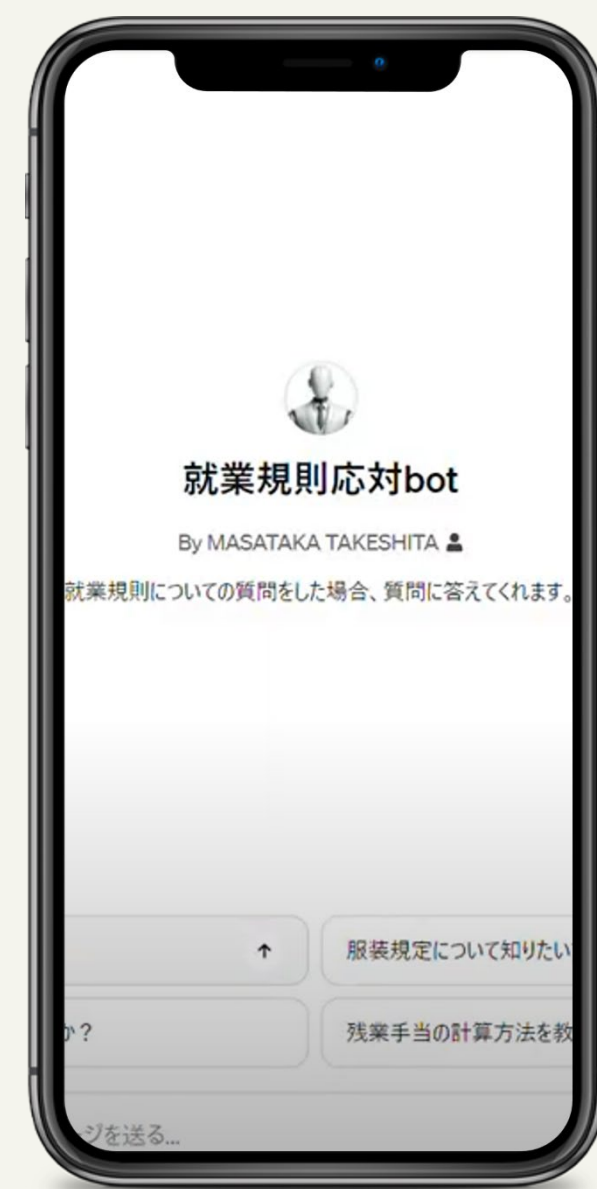 就業規則応対bot
By MASATAKA TAKESHITA
就業規則についての質問をした場合、質問に答えてくれます。
服装規定について知りたい
か？
残業手当の計算方法を教
ジを送る...